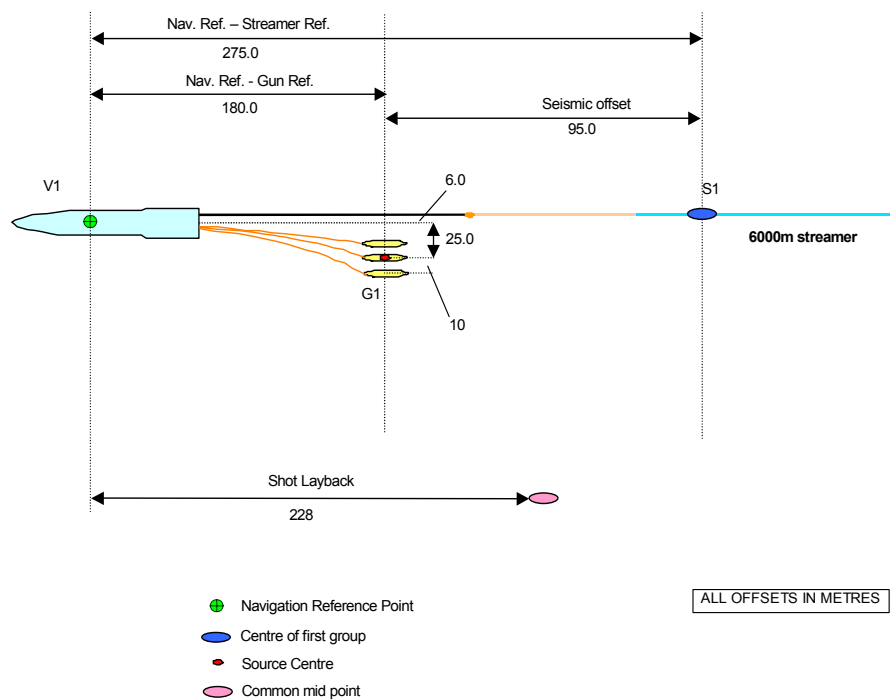 Nav. Ref. – Streamer Ref.
275.0
Nav. Ref. - Gun Ref.
180.0
Seismic offset
95.0
V1
6.0
S1
25.0
6000m streamer
G1
10
Shot Layback
228
Navigation Reference Point
ALL OFFSETS IN METRES
Centre of first group
Source Centre
Common mid point